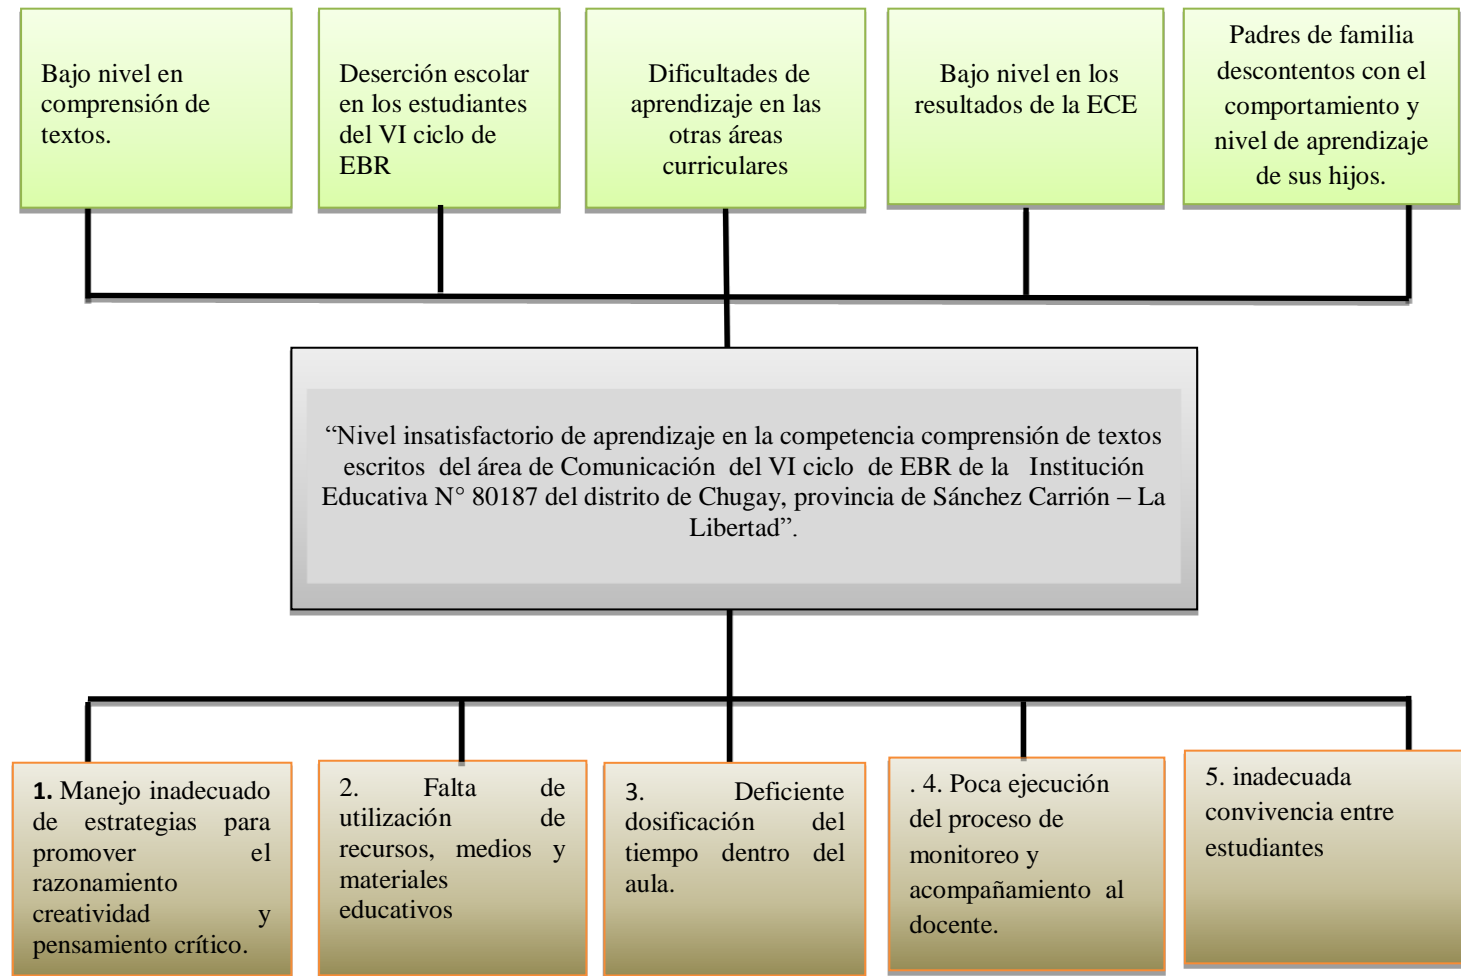 Bajo nivel en
comprensión de
textos.
Deserción escolar
en los estudiantes
del VI ciclo de
EBR
Dificultades de
aprendizaje en las
otras áreas
curriculares
Bajo nivel en los
resultados de la ECE
Padres de familia
descontentos con el
comportamiento y
nivel de aprendizaje
de sus hijos.
“Nivel insatisfactorio de aprendizaje en la competencia comprensión de textos
escritos del área de Comunicación del VI ciclo de EBR de la Institución
Educativa N° 80187 del distrito de Chugay, provincia de Sánchez Carrión – La
Libertad”.
1. Manejo inadecuado
de estrategias para
promover el
razonamiento
creatividad y
pensamiento crítico.
2. Falta de
utilización de
recursos, medios y
materiales
educativos
3. Deficiente
dosificación del
tiempo dentro del
aula.
. 4. Poca ejecución
del proceso de
monitoreo y
acompañamiento al
docente.
5. inadecuada
convivencia entre
estudiantes